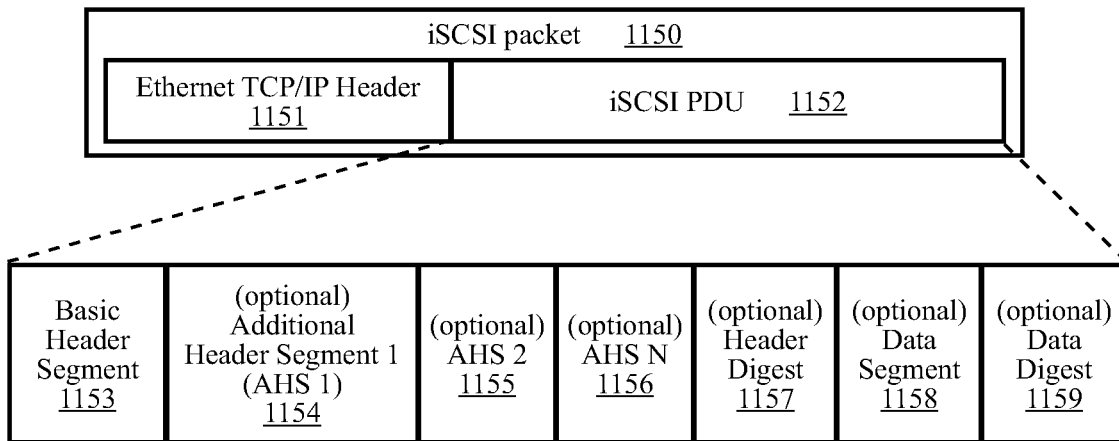 iSCSI packet 1150
Ethernet TCP/IP Header
1151
iSCSI PDU 1152
Basic
Header
Segment
1153
(optional)
Additional
Header Segment 1
(AHS 1)
1154
(optional)
AHS 2
1155
(optional)
AHS N
1156
(optional)
Header
Digest
1157
(optional)
Data
Segment
1158
(optional)
Data
Digest
1159